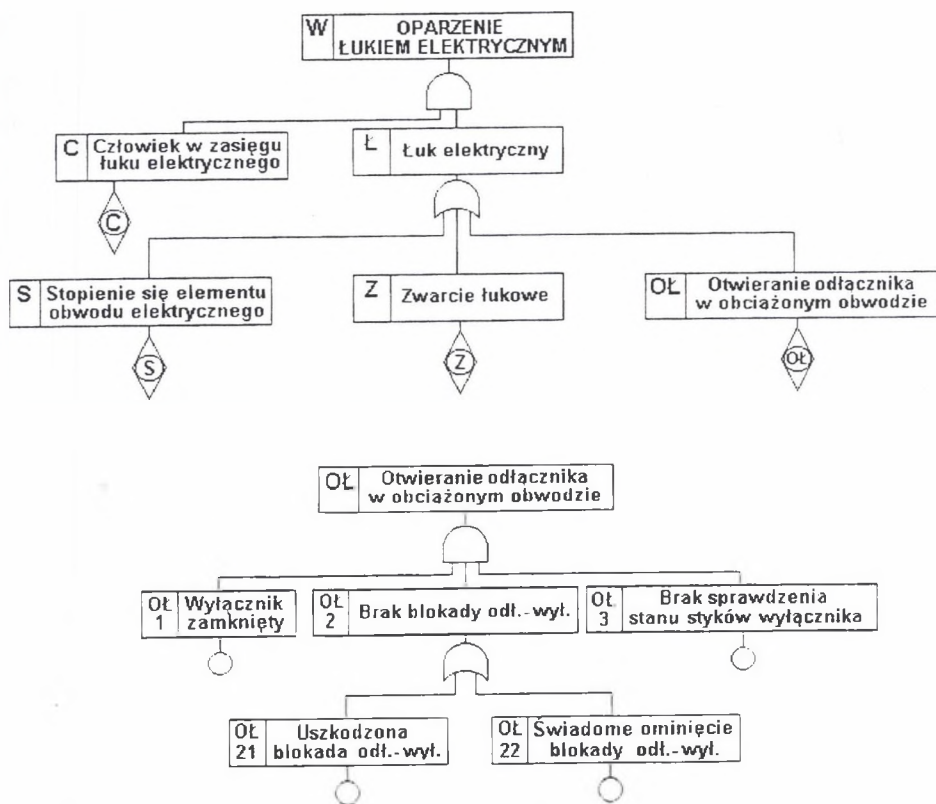 W OPARZENIE
ŁUKIEM ELEKTRYCZNYM
C Człowiek w zasięgu
łuku elektrycznego
Ł Łuk elektryczny
C
S Stopienie się elementu
obwodu elektrycznego
Z Zwarcie łukowe
OŁ Otwieranie odłącznika
w obciążonym obwodzie
S
Z
OŁ
OŁ Otwieranie odłącznika
w obciążonym obwodzie
OŁ 1 Wyłącznik
zamknięty
OŁ 2 Brak blokady odł.-wył.
OŁ 3 Brak sprawdzenia
stanu styków wyłącznika
OŁ 21 Uszkodzona
blokada odł.-wył.
OŁ 22 Świadome ominięcie
blokady odł.-wył.